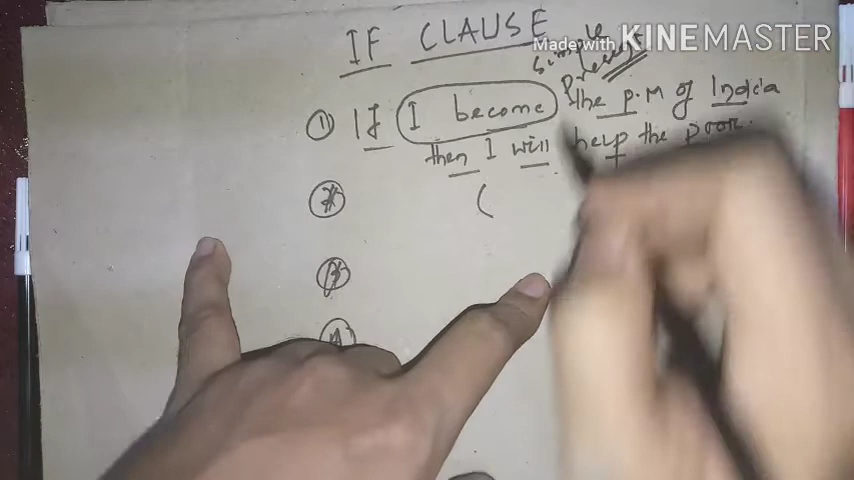 IF CLAUSE
Made with KINEMASTER
Simple
Present
① If I become the P.M of India
then I will help the poor.
(